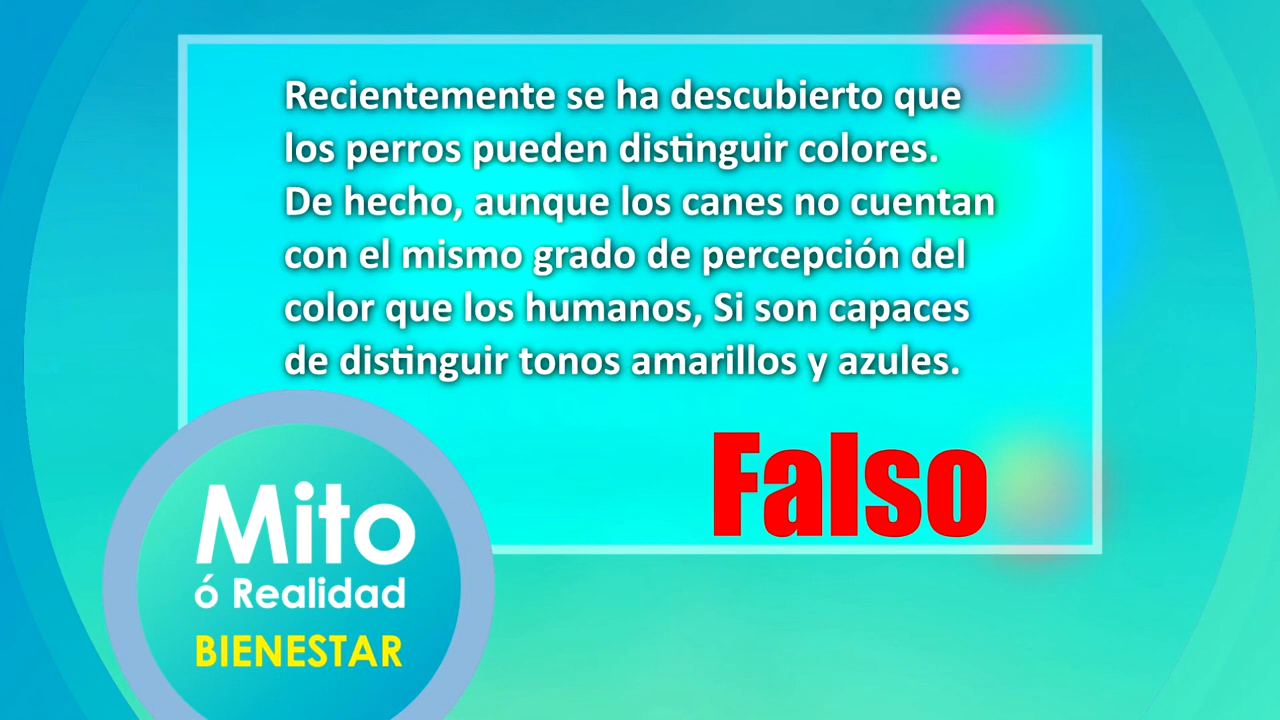 Recientemente se ha descubierto que
los perros pueden distinguir colores.
De hecho, aunque los canes no cuentan
con el mismo grado de percepción del
color que los humanos, Si son capaces
de distinguir tonos amarillos y azules.
Falso
Mito
ó Realidad
BIENESTAR